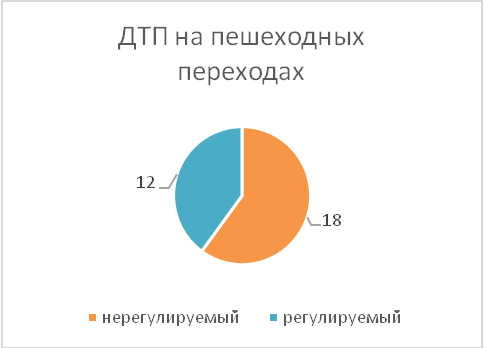 ДТП на пешеходных
переходах
12
18
нерегулируемый
регулируемый